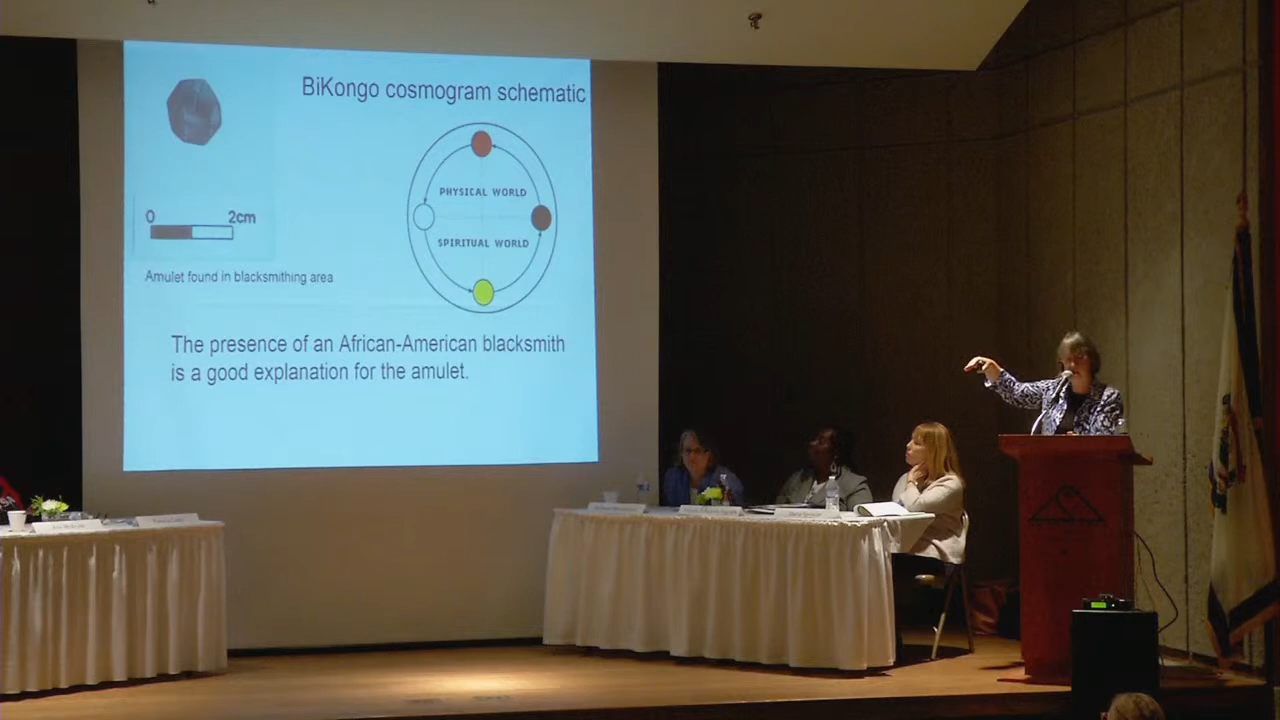 BiKongo cosmogram schematic
PHYSICAL WORLD
0 2cm
SPIRITUAL WORLD
Amulet found in blacksmithing area
The presence of an African-American blacksmith
is a good explanation for the amulet.